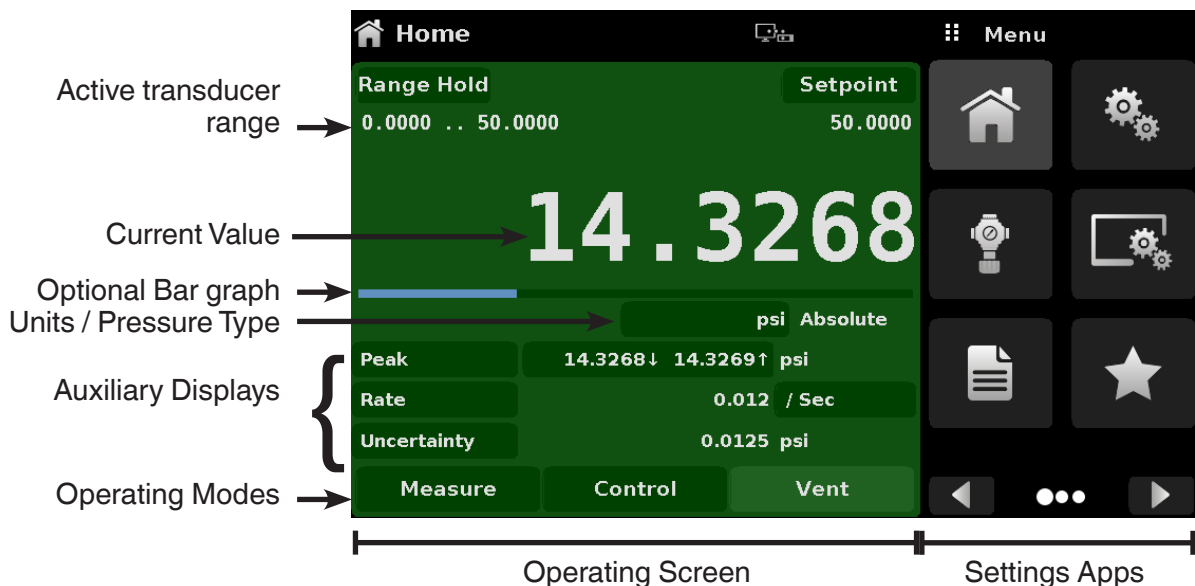 Home
Menu
Active transducer
range
Range Hold
Setpoint
0.0000 .. 50.0000
50.0000
Current Value
14.3268
Optional Bar graph
Units / Pressure Type
psi Absolute
Auxiliary Displays
Peak 14.3268↓ 14.3269↑ psi
Rate 0.012 / Sec
Uncertainty 0.0125 psi
Operating Modes
Measure Control Vent
Operating Screen
Settings Apps